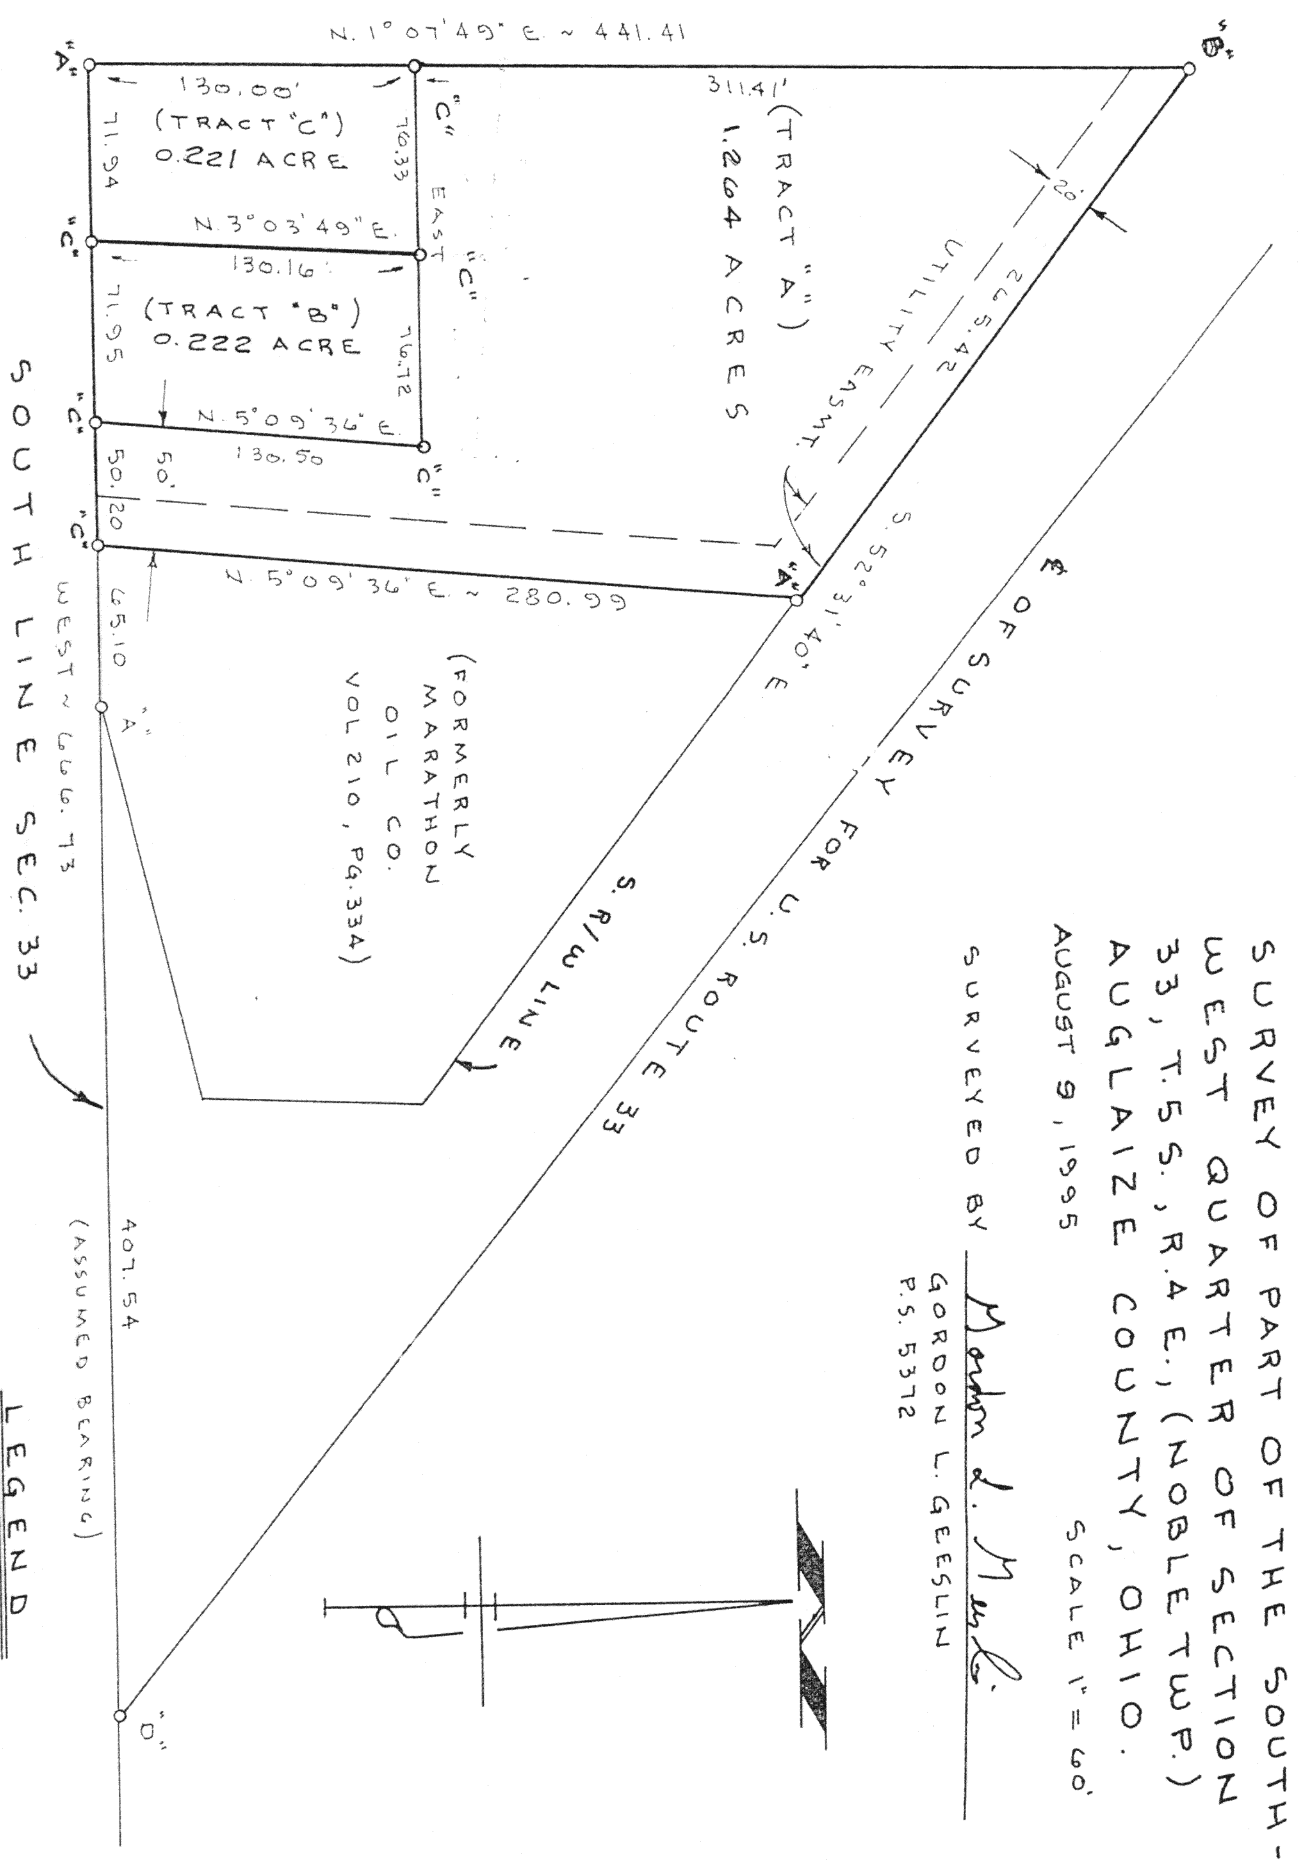 SURVEY OF PART OF THE SOUTH-
WEST QUARTER OF SECTION
33, T.5 S., R.4 E., (NOBLE TWP.)
AUGLAIZE COUNTY, OHIO.
AUGUST 9, 1995
SCALE 1" = 60'
SURVEYED BY
GORDON L. GEESLIN
P.S. 5372
"B"
N. 1° 07' 49" E. ~ 441.41
311.41'
130.00'
"A"
"C"
(TRACT "A")
1.264 ACRES
20'
UTILITY EASMT.
265.42
S. 52° 31' 40" E
"A"
℄ OF SURVEY FOR U.S. ROUTE 33
S. R/W LINE
(TRACT "C")
0.221 ACRE
71.94
76.33
EAST
N. 3° 03' 49" E.
130.16
"C"
"C"
(TRACT "B")
0.222 ACRE
71.95
76.72
N. 5° 09' 36" E.
130.50
"C"
"C"
50'
50.20
"C"
N. 5° 09' 36" E. ~ 280.99
(FORMERLY
MARATHON
OIL CO.
VOL 210, PG. 334)
65.10
"A"
407.54
"D"
WEST ~ 666.73
(ASSUMED BEARING)
SOUTH LINE SEC. 33
LEGEND